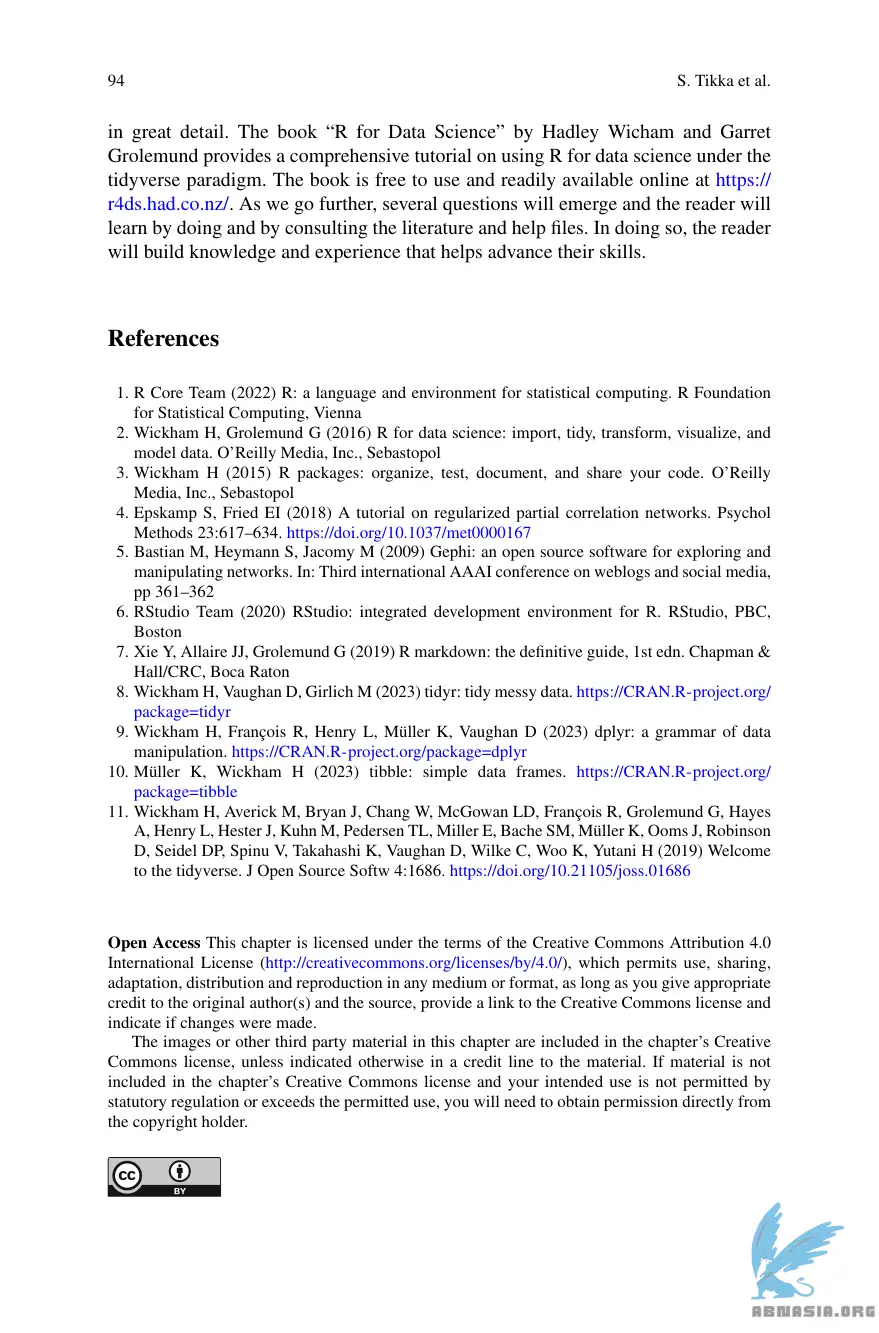 94 S. Tikka et al.
in great detail. The book “R for Data Science” by Hadley Wicham and Garret
Grolemund provides a comprehensive tutorial on using R for data science under the
tidyverse paradigm. The book is free to use and readily available online at https://
r4ds.had.co.nz/. As we go further, several questions will emerge and the reader will
learn by doing and by consulting the literature and help files. In doing so, the reader
will build knowledge and experience that helps advance their skills.
References
1. R Core Team (2022) R: a language and environment for statistical computing. R Foundation
for Statistical Computing, Vienna
2. Wickham H, Grolemund G (2016) R for data science: import, tidy, transform, visualize, and
model data. O’Reilly Media, Inc., Sebastopol
3. Wickham H (2015) R packages: organize, test, document, and share your code. O’Reilly
Media, Inc., Sebastopol
4. Epskamp S, Fried EI (2018) A tutorial on regularized partial correlation networks. Psychol
Methods 23:617–634. https://doi.org/10.1037/met0000167
5. Bastian M, Heymann S, Jacomy M (2009) Gephi: an open source software for exploring and
manipulating networks. In: Third international AAAI conference on weblogs and social media,
pp 361–362
6. RStudio Team (2020) RStudio: integrated development environment for R. RStudio, PBC,
Boston
7. Xie Y, Allaire JJ, Grolemund G (2019) R markdown: the definitive guide, 1st edn. Chapman &
Hall/CRC, Boca Raton
8. Wickham H, Vaughan D, Girlich M (2023) tidyr: tidy messy data. https://CRAN.R-project.org/
package=tidyr
9. Wickham H, François R, Henry L, Müller K, Vaughan D (2023) dplyr: a grammar of data
manipulation. https://CRAN.R-project.org/package=dplyr
10. Müller K, Wickham H (2023) tibble: simple data frames. https://CRAN.R-project.org/
package=tibble
11. Wickham H, Averick M, Bryan J, Chang W, McGowan LD, François R, Grolemund G, Hayes
A, Henry L, Hester J, Kuhn M, Pedersen TL, Miller E, Bache SM, Müller K, Ooms J, Robinson
D, Seidel DP, Spinu V, Takahashi K, Vaughan D, Wilke C, Woo K, Yutani H (2019) Welcome
to the tidyverse. J Open Source Softw 4:1686. https://doi.org/10.21105/joss.01686
Open Access This chapter is licensed under the terms of the Creative Commons Attribution 4.0
International License (http://creativecommons.org/licenses/by/4.0/), which permits use, sharing,
adaptation, distribution and reproduction in any medium or format, as long as you give appropriate
credit to the original author(s) and the source, provide a link to the Creative Commons license and
indicate if changes were made.
The images or other third party material in this chapter are included in the chapter’s Creative
Commons license, unless indicated otherwise in a credit line to the material. If material is not
included in the chapter’s Creative Commons license and your intended use is not permitted by
statutory regulation or exceeds the permitted use, you will need to obtain permission directly from
the copyright holder.
cc
BY
ABNASIA.ORG